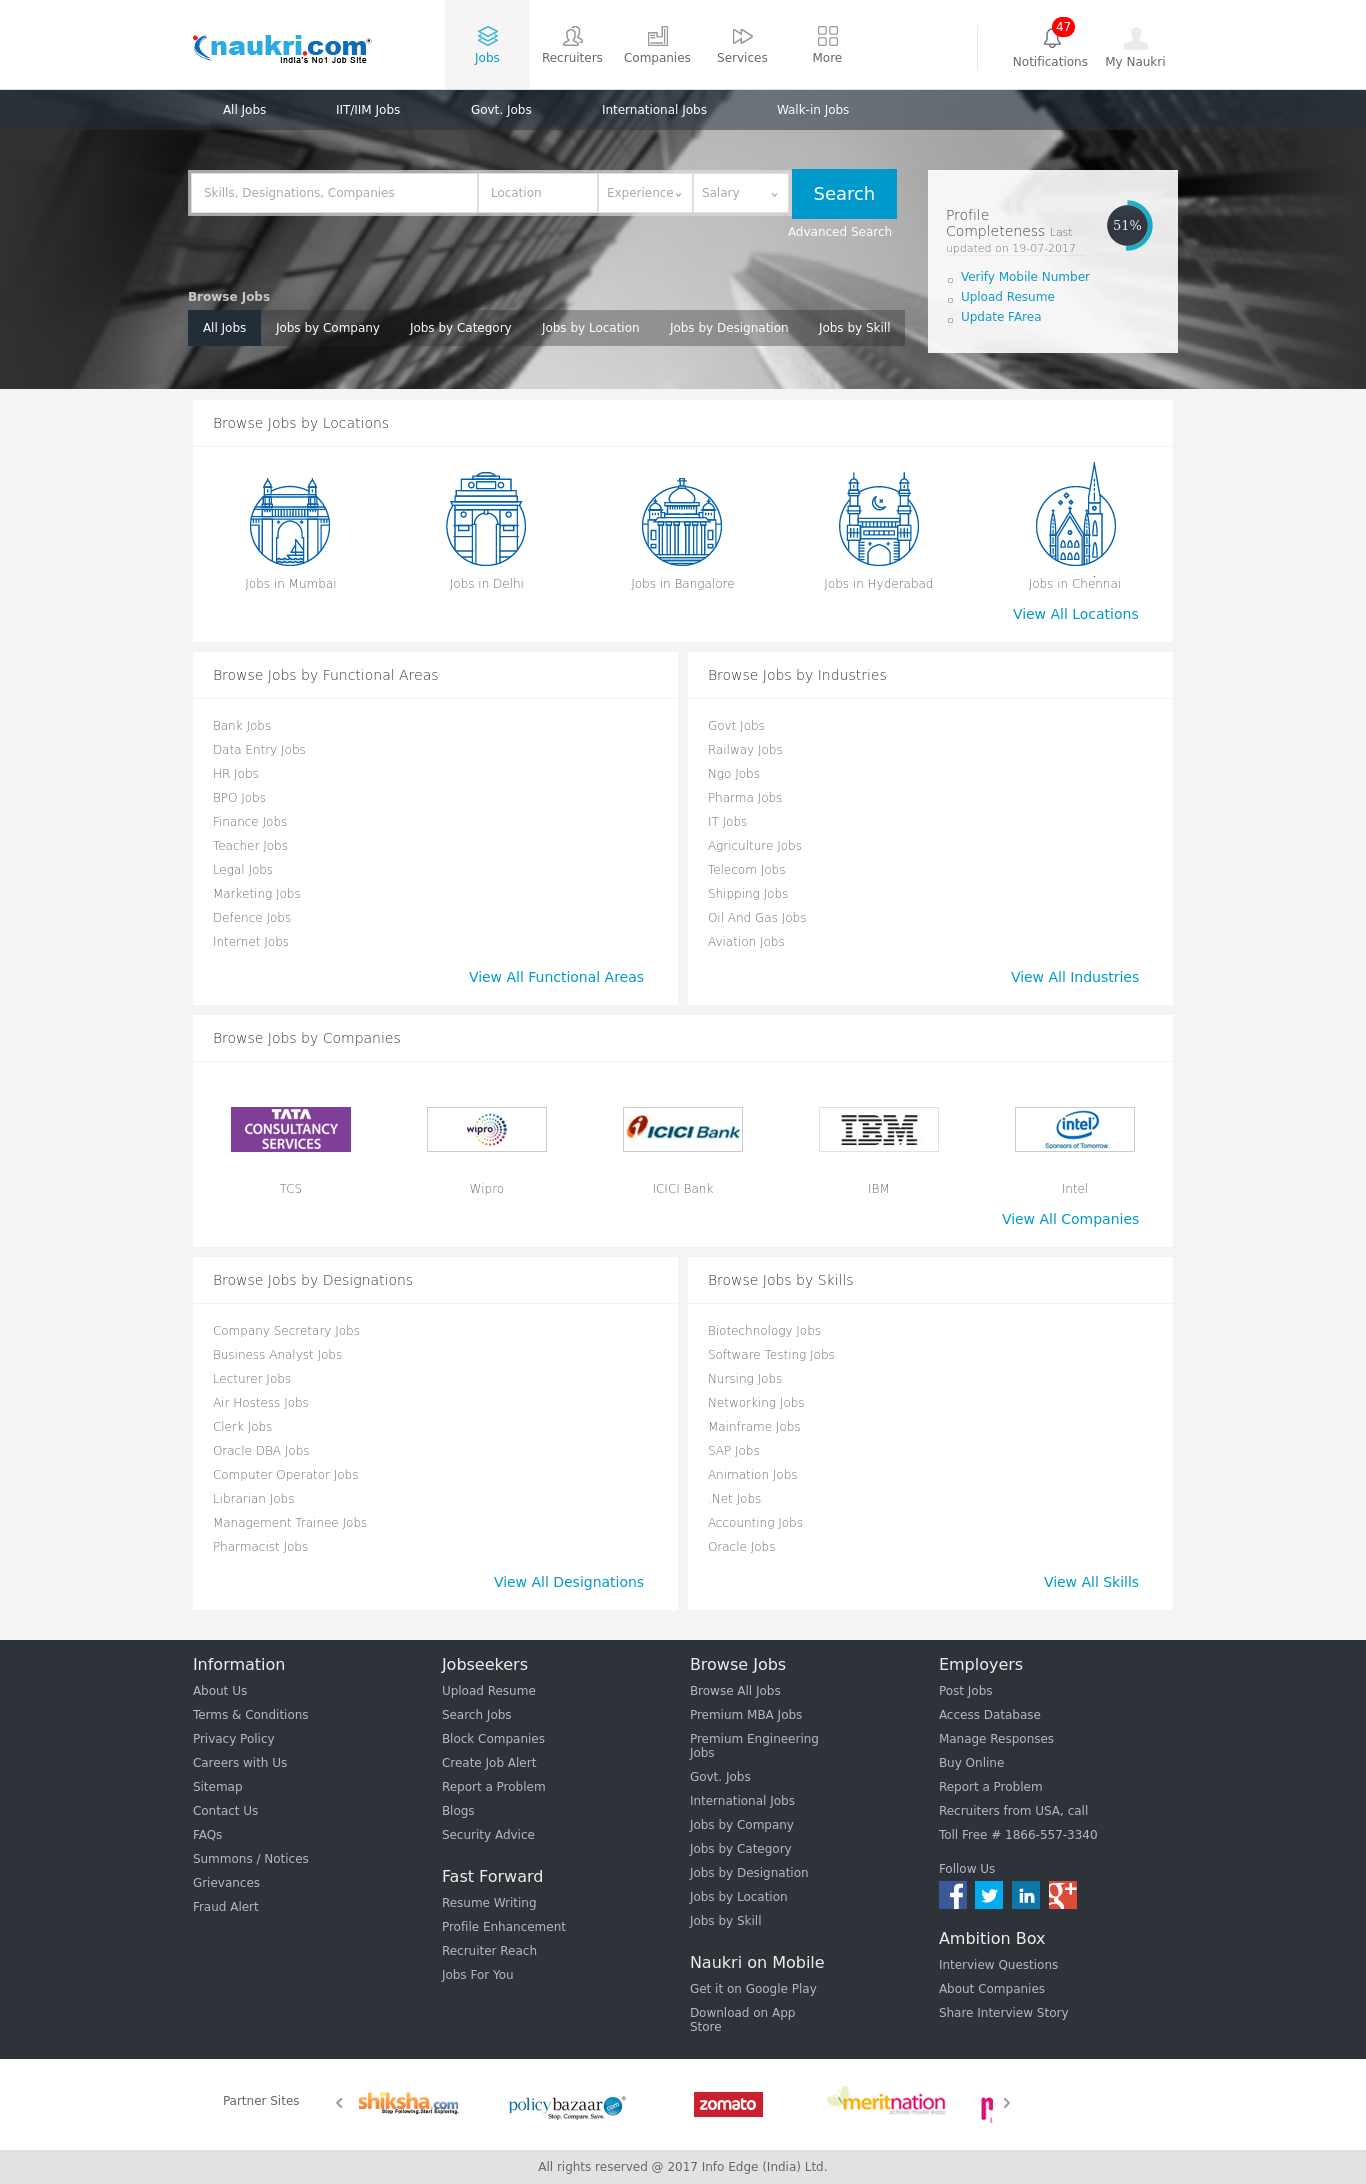 naukri.com
India's No1 Job Site
Jobs
Recruiters
Companies
Services
More
47
Notifications
My Naukri
All Jobs
IIT/IIM Jobs
Govt. Jobs
International Jobs
Walk-in Jobs
Skills, Designations, Companies
Location
Experience
Salary
Search
Advanced Search
Profile
Completeness Last
updated on 19-07-2017
51%
Verify Mobile Number
Upload Resume
Update FArea
Browse Jobs
All Jobs
Jobs by Company
Jobs by Category
Jobs by Location
Jobs by Designation
Jobs by Skill
Browse Jobs by Locations
Jobs in Mumbai
Jobs in Delhi
Jobs in Bangalore
Jobs in Hyderabad
Jobs in Chennai
View All Locations
Browse Jobs by Functional Areas
Bank Jobs
Data Entry Jobs
HR Jobs
BPO Jobs
Finance Jobs
Teacher Jobs
Legal Jobs
Marketing Jobs
Defence Jobs
Internet Jobs
View All Functional Areas
Browse Jobs by Industries
Govt Jobs
Railway Jobs
Ngo Jobs
Pharma Jobs
IT Jobs
Agriculture Jobs
Telecom Jobs
Shipping Jobs
Oil And Gas Jobs
Aviation Jobs
View All Industries
Browse Jobs by Companies
TATA
CONSULTANCY
SERVICES
wipro
ICICI Bank
IBM
intel
Sponsors of Tomorrow.
TCS
Wipro
ICICI Bank
IBM
Intel
View All Companies
Browse Jobs by Designations
Company Secretary Jobs
Business Analyst Jobs
Lecturer Jobs
Air Hostess Jobs
Clerk Jobs
Oracle DBA Jobs
Computer Operator Jobs
Librarian Jobs
Management Trainee Jobs
Pharmacist Jobs
View All Designations
Browse Jobs by Skills
Biotechnology Jobs
Software Testing Jobs
Nursing Jobs
Networking Jobs
Mainframe Jobs
SAP Jobs
Animation Jobs
.Net Jobs
Accounting Jobs
Oracle Jobs
View All Skills
Information
About Us
Terms & Conditions
Privacy Policy
Careers with Us
Sitemap
Contact Us
FAQs
Summons / Notices
Grievances
Fraud Alert
Jobseekers
Upload Resume
Search Jobs
Block Companies
Create Job Alert
Report a Problem
Blogs
Security Advice
Fast Forward
Resume Writing
Profile Enhancement
Recruiter Reach
Jobs For You
Browse Jobs
Browse All Jobs
Premium MBA Jobs
Premium Engineering
Jobs
Govt. Jobs
International Jobs
Jobs by Company
Jobs by Category
Jobs by Designation
Jobs by Location
Jobs by Skill
Naukri on Mobile
Get it on Google Play
Download on App
Store
Employers
Post Jobs
Access Database
Manage Responses
Buy Online
Report a Problem
Recruiters from USA, call
Toll Free # 1866-557-3340
Follow Us
Ambition Box
Interview Questions
About Companies
Share Interview Story
Partner Sites
shiksha.com
Stop Following.Start Exploring.
policybazaar.com
Stop. Compare. Save.
zomato
meritnation
school made easy
All rights reserved @ 2017 Info Edge (India) Ltd.